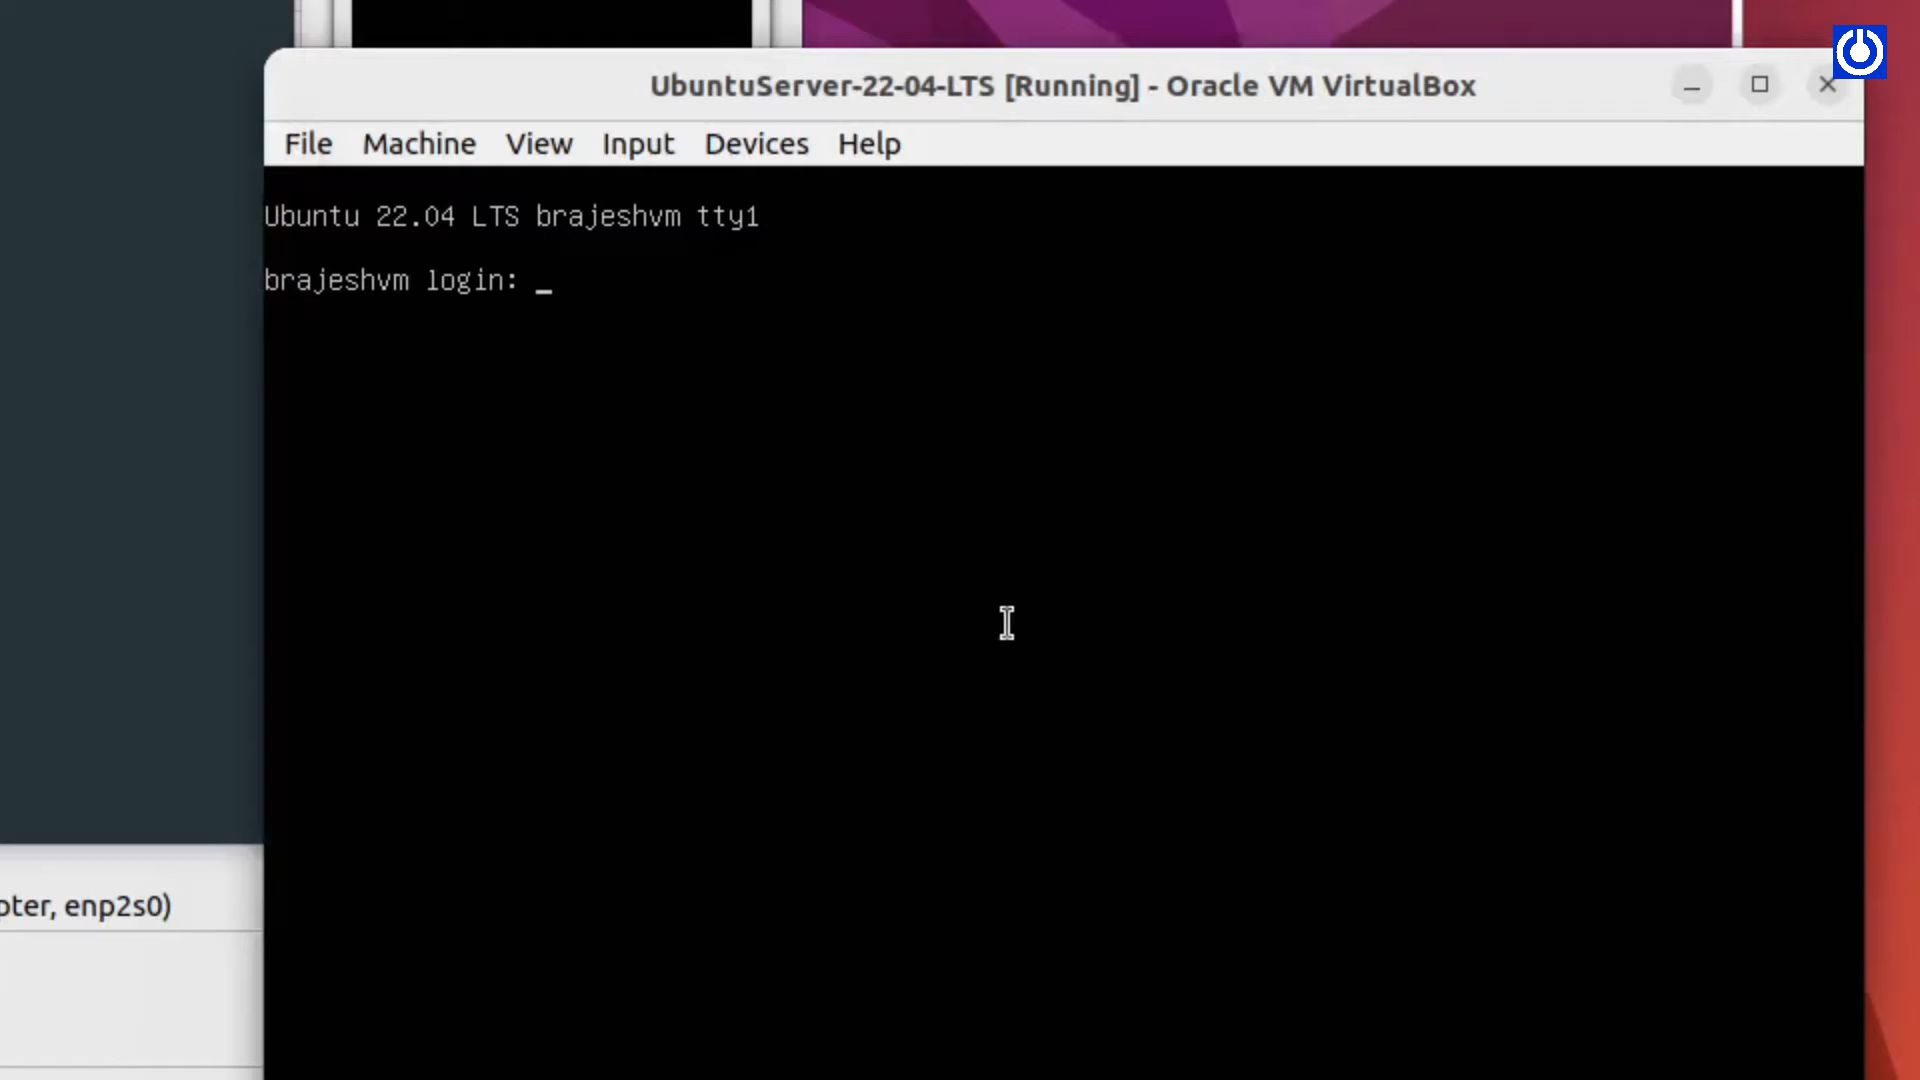 UbuntuServer-22-04-LTS [Running] - Oracle VM VirtualBox
File Machine View Input Devices Help
Ubuntu 22.04 LTS brajeshvm tty1
brajeshvm login: _
enp2s0)